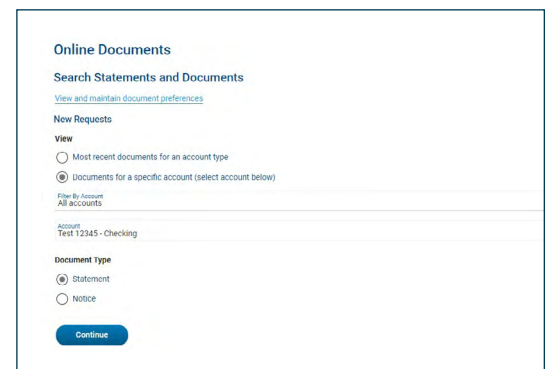 Online Documents
Search Statements and Documents
View and maintain document preferences
New Requests
View
Most recent documents for an account type
Documents for a specific account (select account below)
Filter By Account
All accounts
Account
Test 12345 - Checking
Document Type
Statement
Notice
Continue